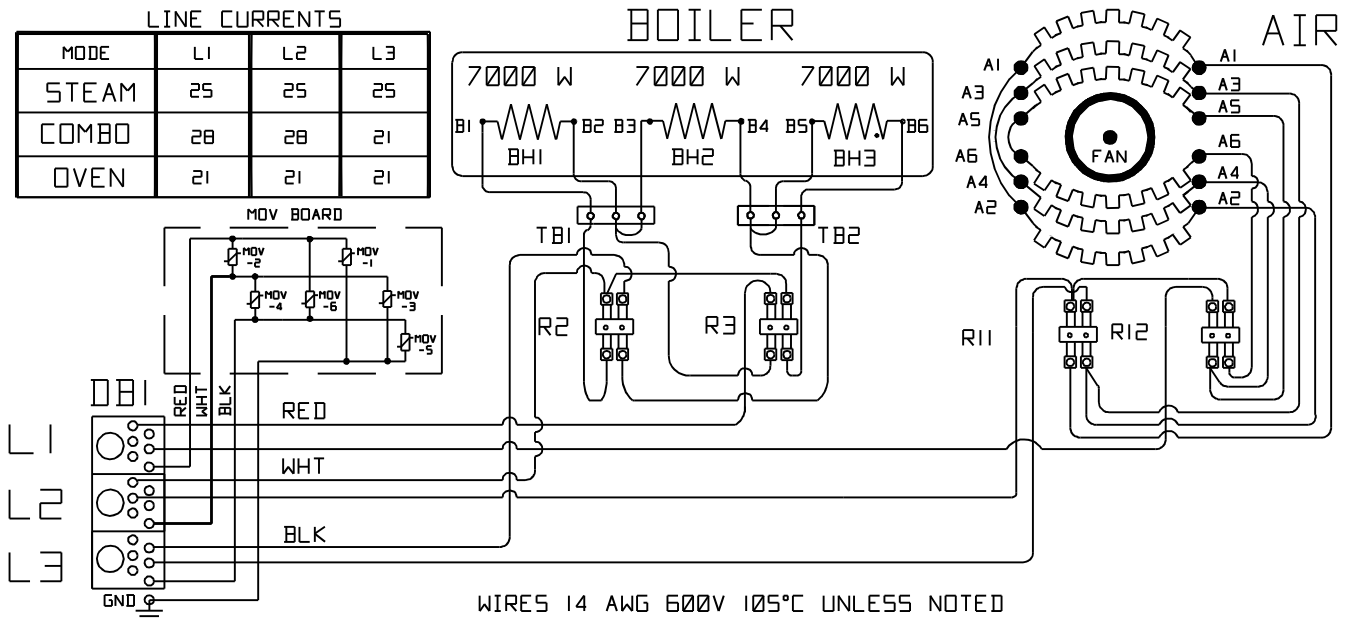 LINE CURRENTS
MODE L1 L2 L3
STEAM 25 25 25
COMBO 28 28 21
OVEN 21 21 21
BOILER
7000 W 7000 W 7000 W
B1 B2 B3 B4 B5 B6
BH1 BH2 BH3
TB1 TB2
AIR
A1 A1
A3 A3
A5 A5
FAN
A6 A6
A4 A4
A2 A2
MOV BOARD
MOV
-2
MOV
-1
MOV
-4
MOV
-6
MOV
-3
MOV
-5
R2 R3 R11 R12
DB1
RED
WHT
BLK
RED
L1
WHT
L2
BLK
L3
GND
WIRES 14 AWG 600V 105°C UNLESS NOTED